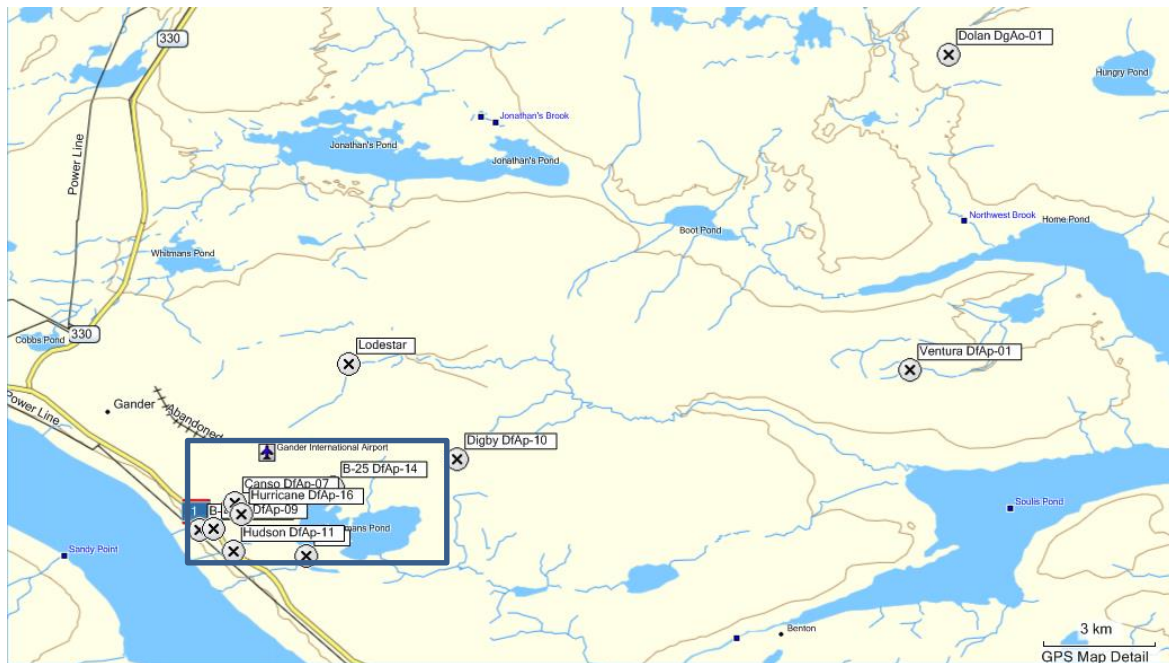 330
Dolan DgAo-01
Hungry Pond
Jonathan's Brook
Power Line
Jonathan's Pond
Jonathan's Pond
Northwest Brook
Home Pond
Boot Pond
Whitmans Pond
330
Cobbs Pond
Lodestar
Ventura DfAp-01
Power Line
Gander
Abandoned
Gander International Airport
Digby DfAp-10
B-25 DfAp-14
Canso DfAp-07
Hurricane DfAp-16
1
DfAp-09
Hudson DfAp-11
mans Pond
Soulis Pond
Sandy Point
Benton
3 km
GPS Map Detail